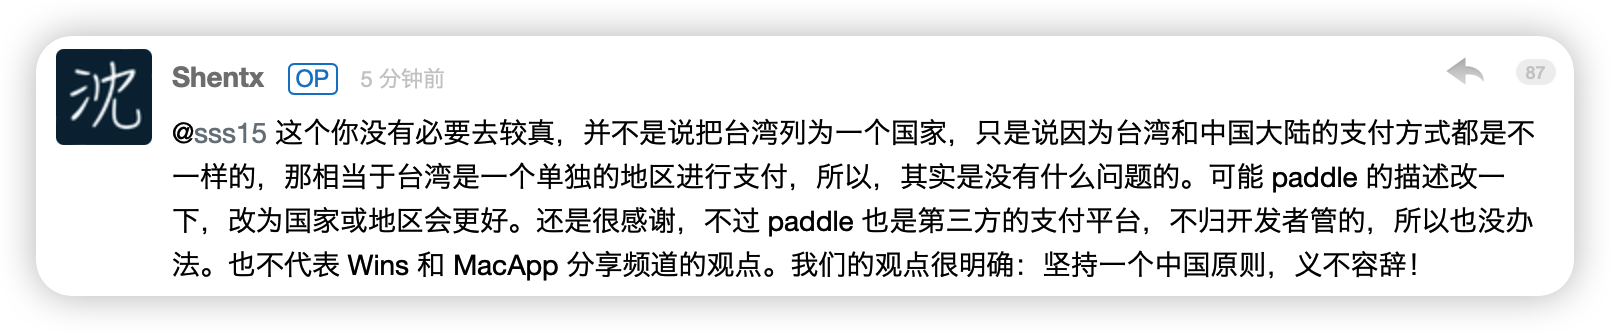 沈
Shentx OP 5 分钟前 87
@sss15 这个你没有必要去较真，并不是说把台湾列为一个国家，只是说因为台湾和中国大陆的支付方式都是不
一样的，那相当于台湾是一个单独的地区进行支付，所以，其实是没有什么问题的。可能 paddle 的描述改一
下，改为国家或地区会更好。还是很感谢，不过 paddle 也是第三方的支付平台，不归开发者管的，所以也没办
法。也不代表 Wins 和 MacApp 分享频道的观点。我们的观点很明确：坚持一个中国原则，义不容辞！